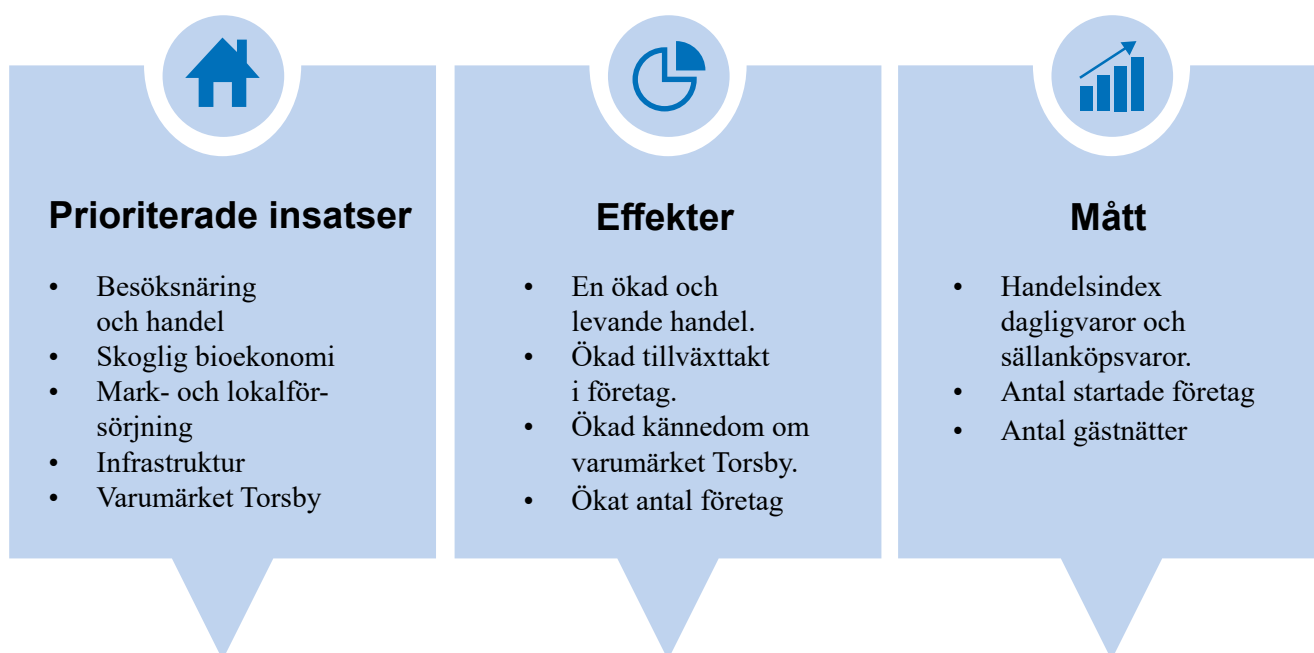 Prioriterade insatser
• Besöksnäring
och handel
• Skoglig bioekonomi
• Mark- och lokalför-
sörjning
• Infrastruktur
• Varumärket Torsby
Effekter
• En ökad och
levande handel.
• Ökad tillväxttakt
i företag.
• Ökad kännedom om
varumärket Torsby.
• Ökat antal företag
Mått
• Handelsindex
dagligvaror och
sällanköpsvaror.
• Antal startade företag
• Antal gästnätter